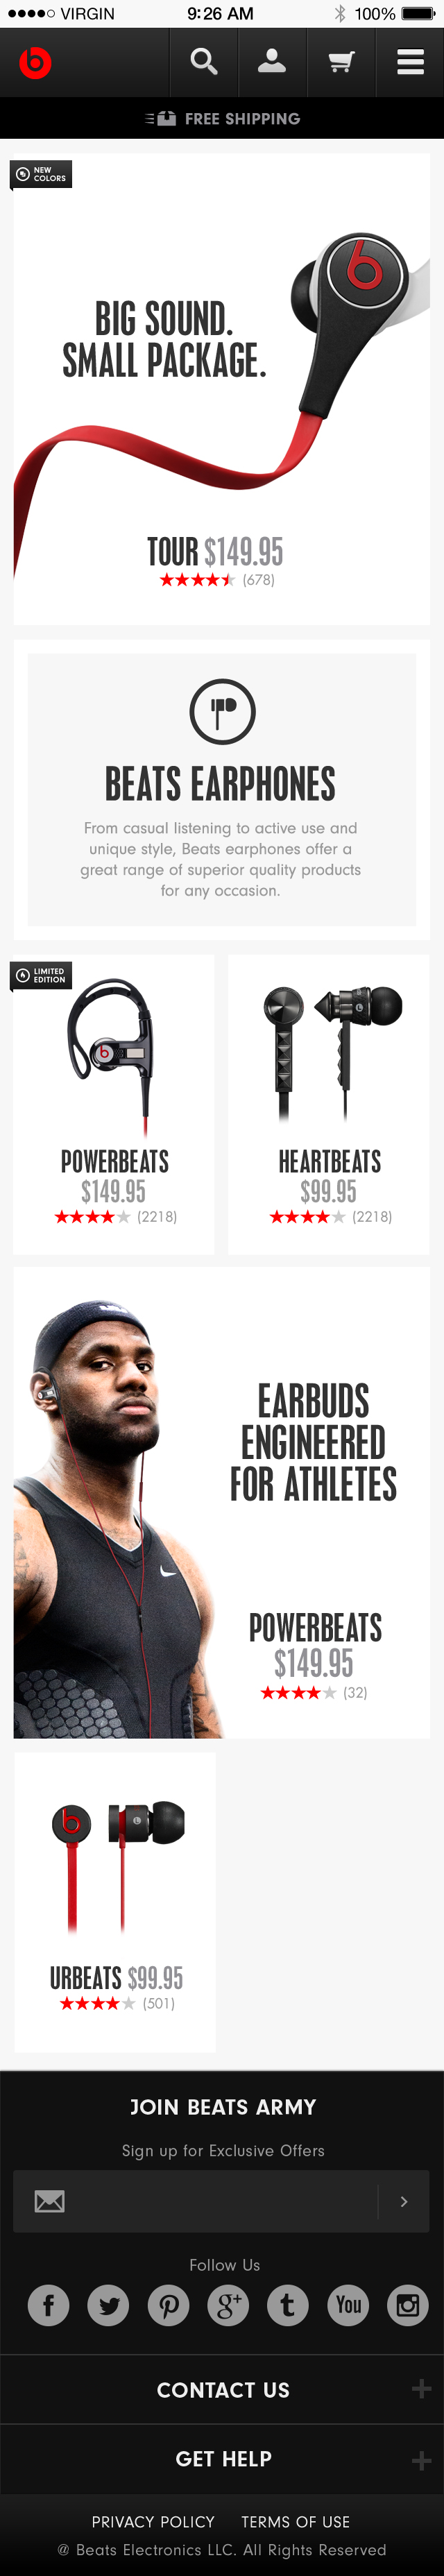 VIRGIN 9:26 AM 100%
b
FREE SHIPPING
NEW
COLORS
b
BIG SOUND.
SMALL PACKAGE.
TOUR $149.95
(678)
BEATS EARPHONES
From casual listening to active use and
unique style, Beats earphones offer a
great range of superior quality products
for any occasion.
LIMITED
EDITION
b
POWERBEATS
$149.95
(2218)
HEARTBEATS
$99.95
(2218)
EARBUDS
ENGINEERED
FOR ATHLETES
POWERBEATS
$149.95
(32)
b
L
URBEATS $99.95
(501)
JOIN BEATS ARMY
Sign up for Exclusive Offers
Follow Us
f g+ t You
CONTACT US +
GET HELP +
PRIVACY POLICY TERMS OF USE
@ Beats Electronics LLC. All Rights Reserved